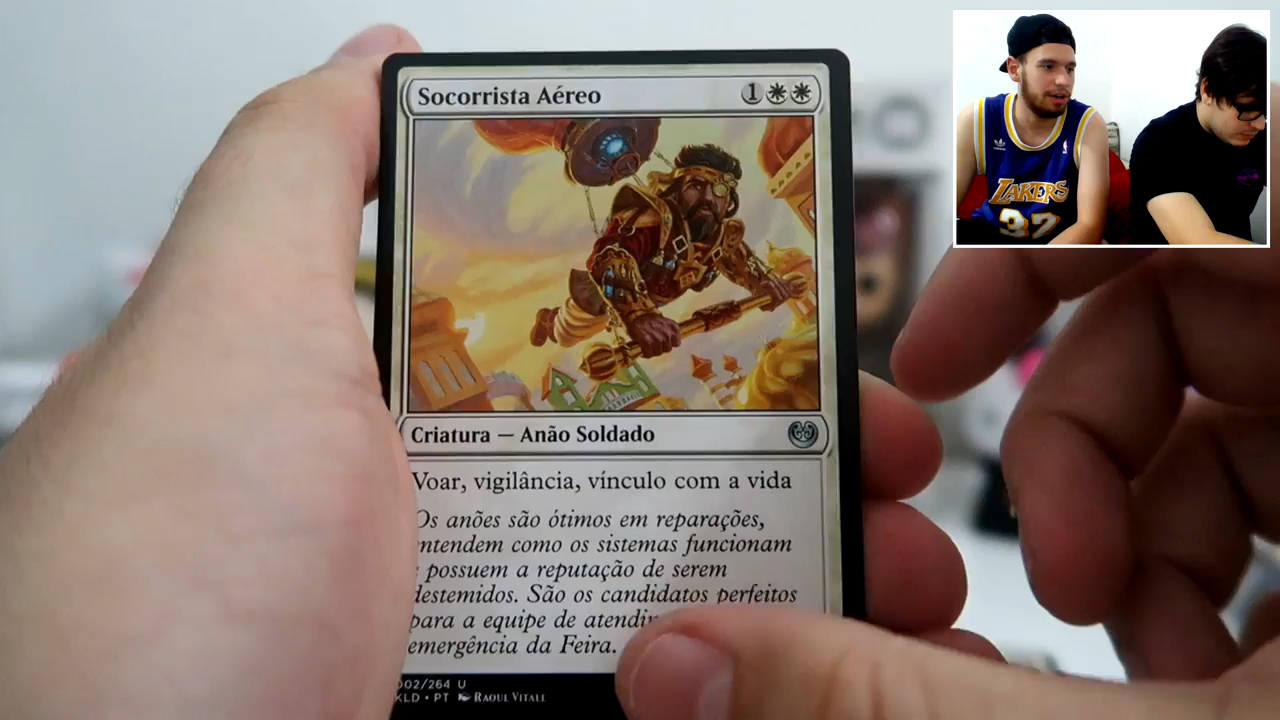 Socorrista Aéreo 1
Criatura — Anão Soldado
Voar, vigilância, vínculo com a vida
Os anões são ótimos em reparações,
entendem como os sistemas funcionam
possuem a reputação de serem
destemidos. São os candidatos perfeitos
para a equipe de
emergência da Feira.
002/264 U
KLD • PT RAOUL VITALE
LAKERS
32